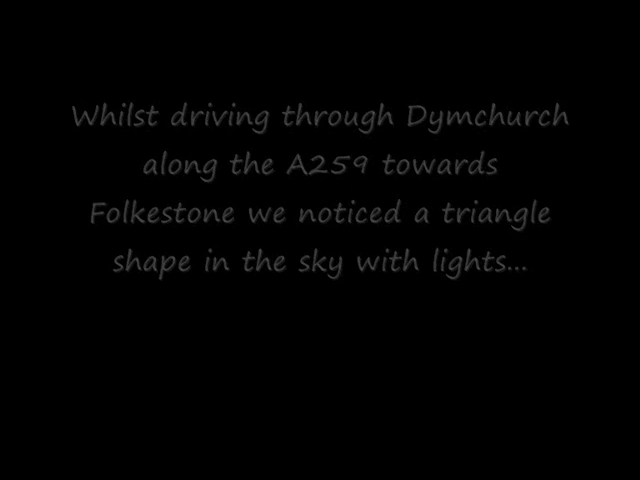 Whilst driving through Dymchurch
along the A259 towards
Folkestone we noticed a triangle
shape in the sky with lights...